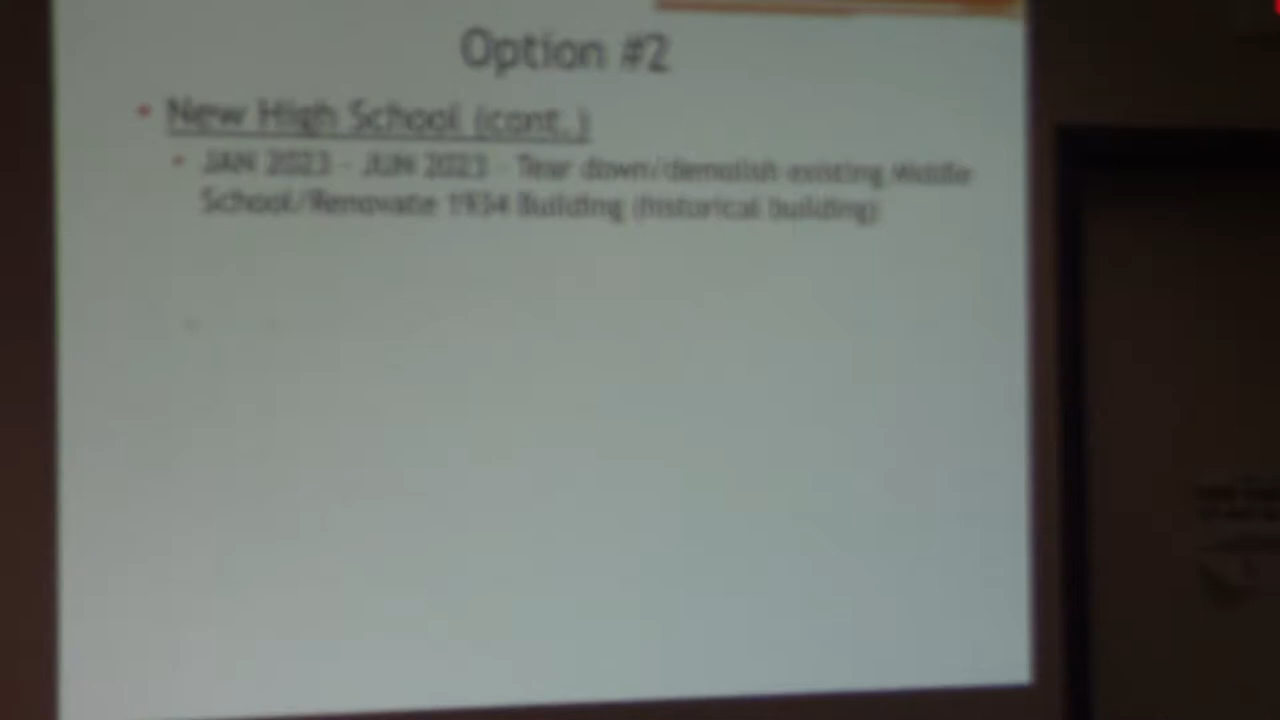 Option #2
• New High School (cont.)
• JAN 2023 - JUN 2023 - Tear down/demolish existing Middle
School/Renovate 1934 Building (historical building)